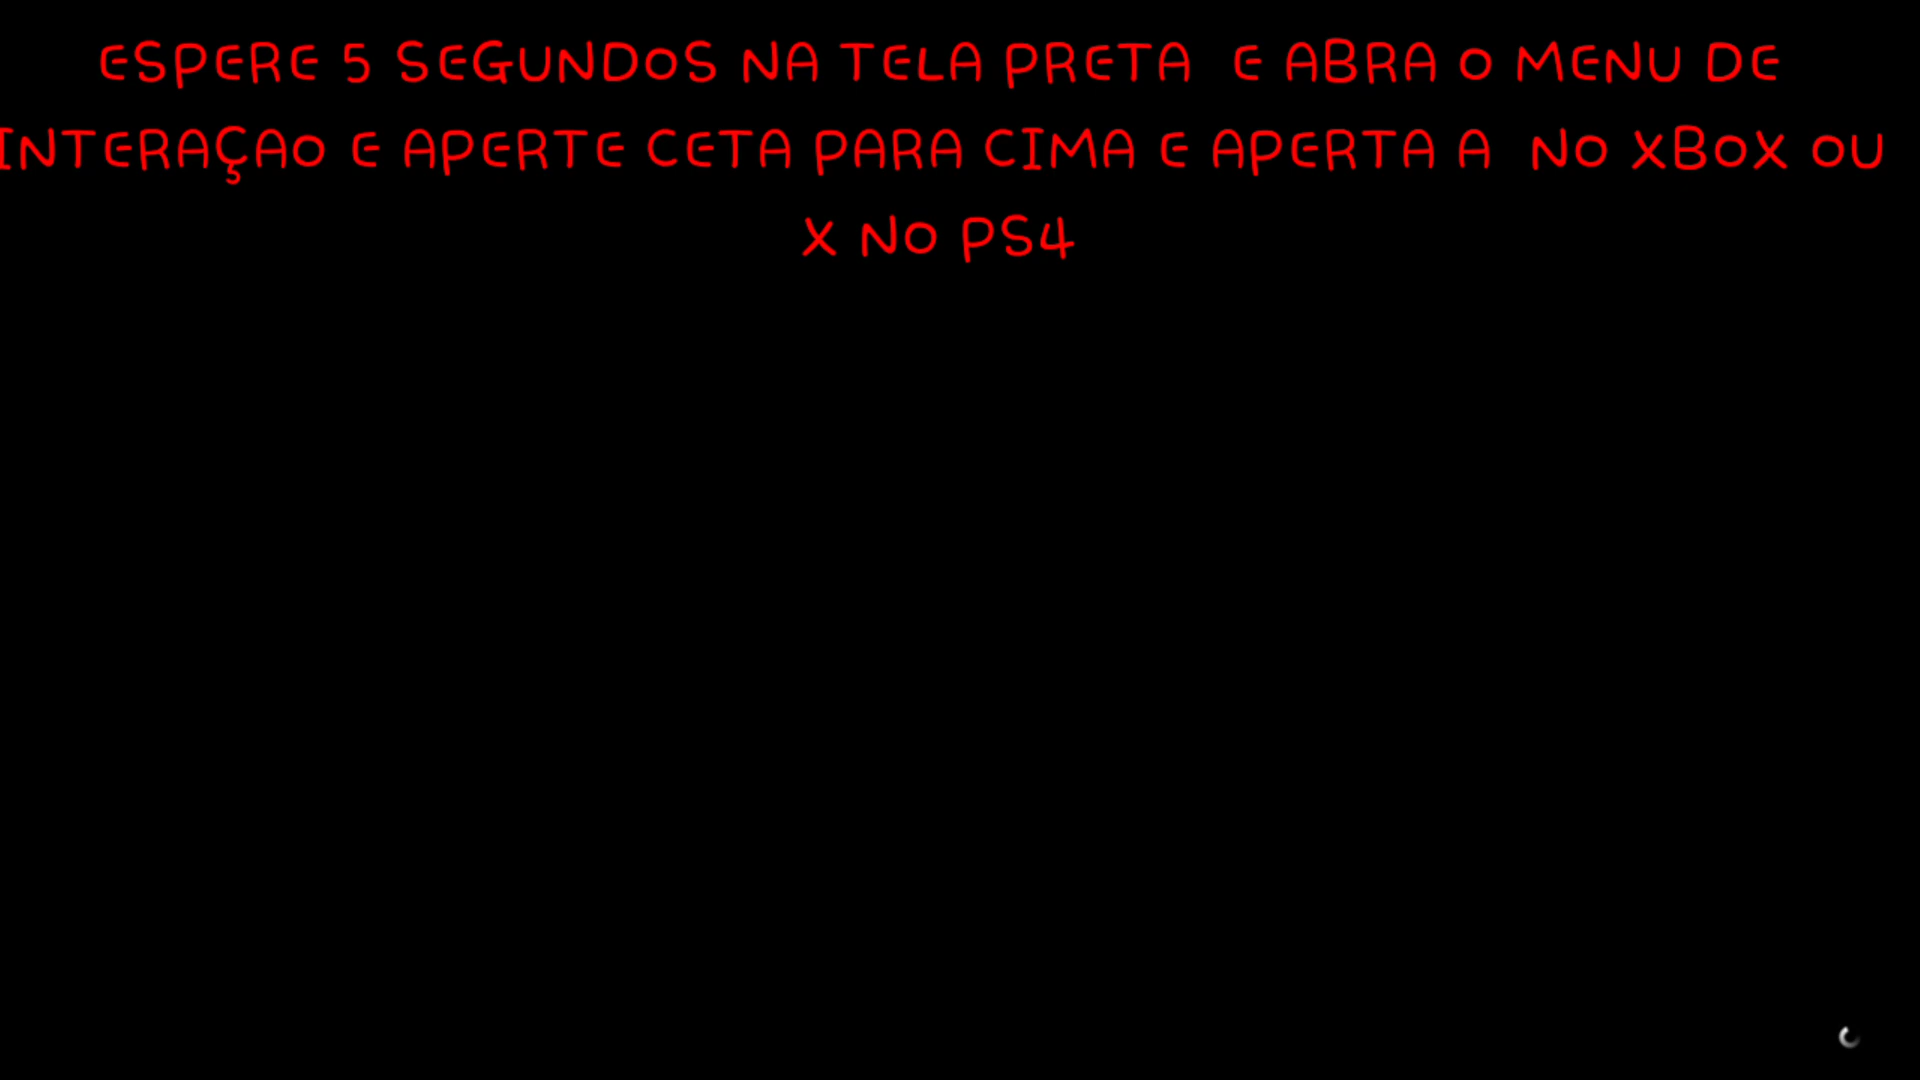 ESPERE 5 SEGUNDOS NA TELA PRETA E ABRA O MENU DE
INTERAÇAO E APERTE CETA PARA CIMA E APERTA A NO XBOX OU
X NO PS4